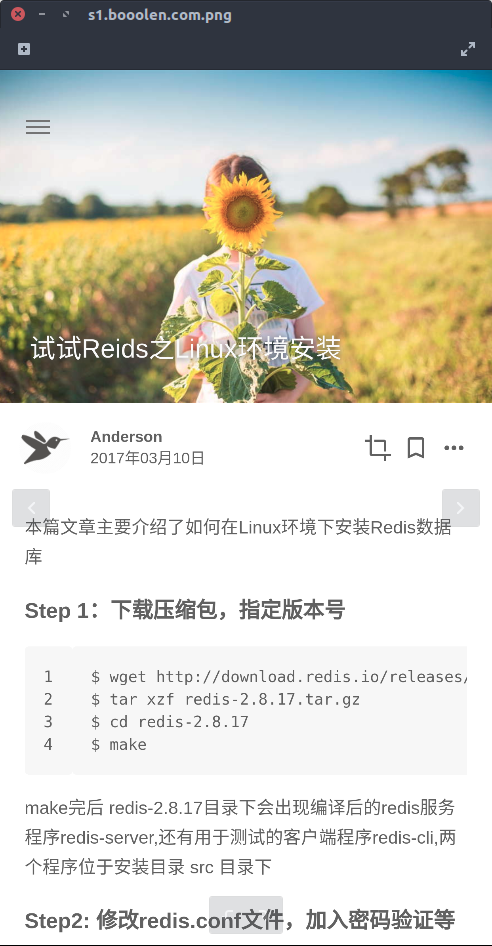 s1.booolen.com.png
试试Reids之Linux环境安装
Anderson
2017年03月10日
本篇文章主要介绍了如何在Linux环境下安装Redis数据
库
Step 1：下载压缩包，指定版本号
1 $ wget http://download.redis.io/releases/
2 $ tar xzf redis-2.8.17.tar.gz
3 $ cd redis-2.8.17
4 $ make
make完后 redis-2.8.17目录下会出现编译后的redis服务
程序redis-server,还有用于测试的客户端程序redis-cli,两
个程序位于安装目录 src 目录下
Step2: 修改redis.conf文件，加入密码验证等